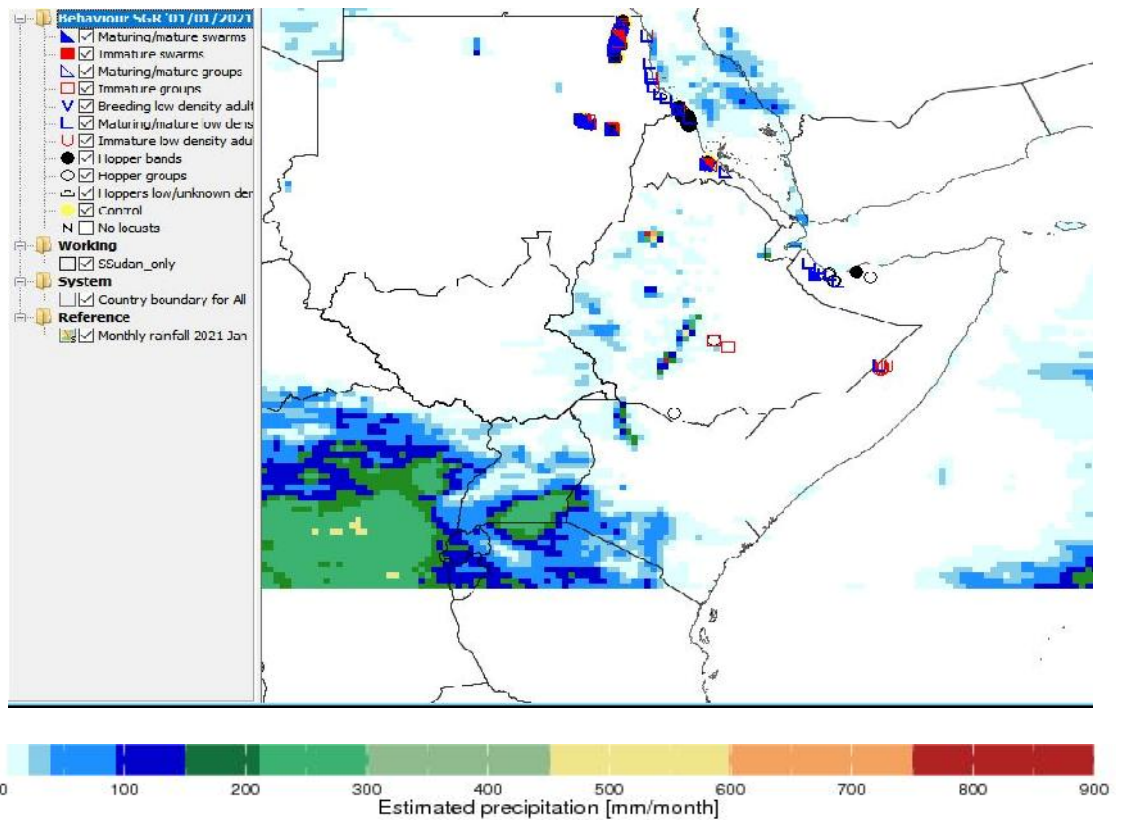 Behaviour SGR '01/01/2021
Maturing/mature swarms
Immature swarms
Maturing/mature groups
Immature groups
Breeding low density adult
Maturing/mature low dens
Immature low density adu
Hopper bands
Hopper groups
Hoppers low/unknown der
Control
N No locusts
Working
SSudan_only
System
Country boundary for All
Reference
Monthly rainfall 2021 Jan
0 100 200 300 400 500 600 700 800 900
Estimated precipitation [mm/month]